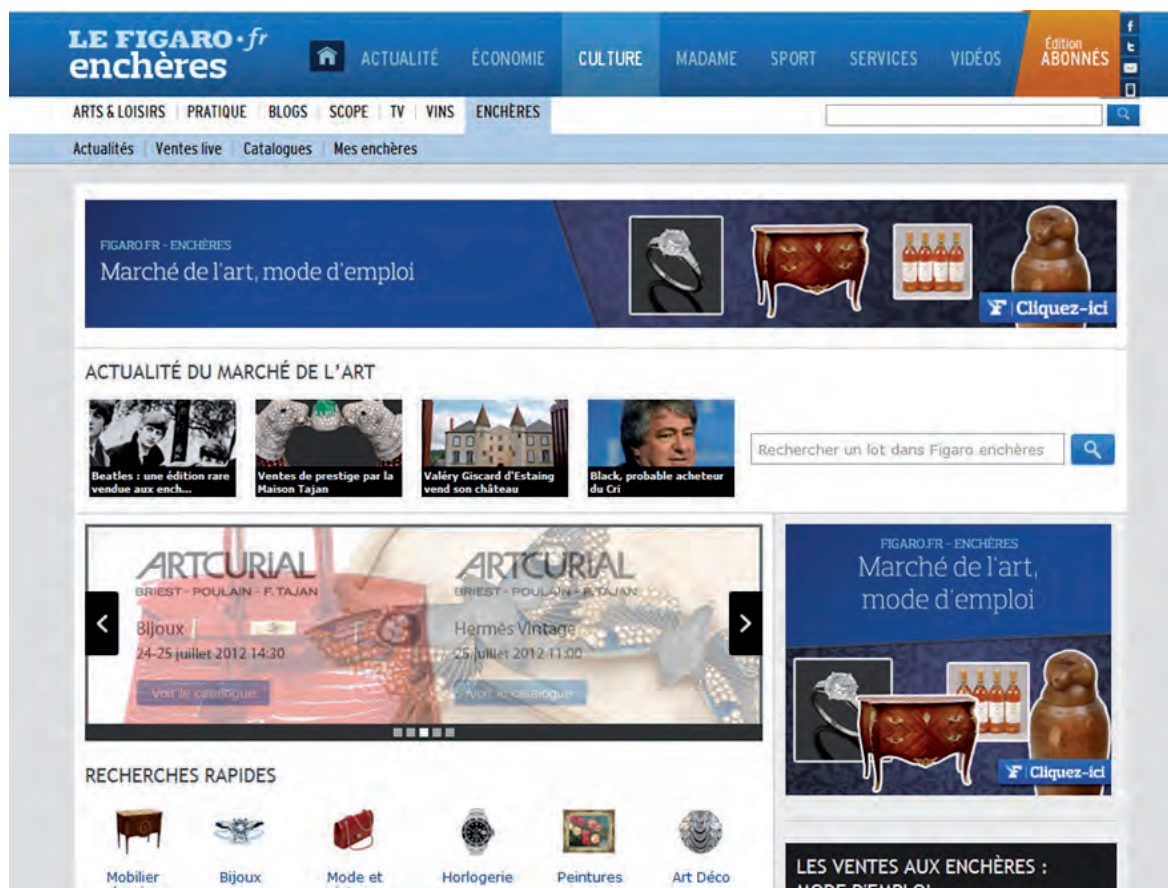 LE FIGARO·fr
enchères
ACTUALITÉ ÉCONOMIE CULTURE MADAME SPORT SERVICES VIDÉOS
Édition
ABONNÉS
ARTS & LOISIRS PRATIQUE BLOGS SCOPE TV VINS ENCHÈRES
Actualités Ventes live Catalogues Mes enchères
FIGARO.FR - ENCHÈRES
Marché de l'art, mode d'emploi
Cliquez-ici
ACTUALITÉ DU MARCHÉ DE L'ART
Beatles : une édition rare
vendue aux ench...
Ventes de prestige par la
Maison Tajan
Valéry Giscard d'Estaing
vend son château
Black, probable acheteur
du Cri
Rechercher un lot dans Figaro enchères
ARTCURIAL
BRIEST - POULAIN - F. TAJAN
Bijoux
24-25 juillet 2012 14:30
Voir le catalogue
ARTCURIAL
BRIEST - POULAIN - F. TAJAN
Hermès Vintage
25 juillet 2012 11:00
Voir le catalogue
FIGARO.FR - ENCHÈRES
Marché de l'art,
mode d'emploi
Cliquez-ici
RECHERCHES RAPIDES
Mobilier
Bijoux
Mode et
Horlogerie
Peintures
Art Déco
LES VENTES AUX ENCHÈRES :
MODE D'EMPLOI